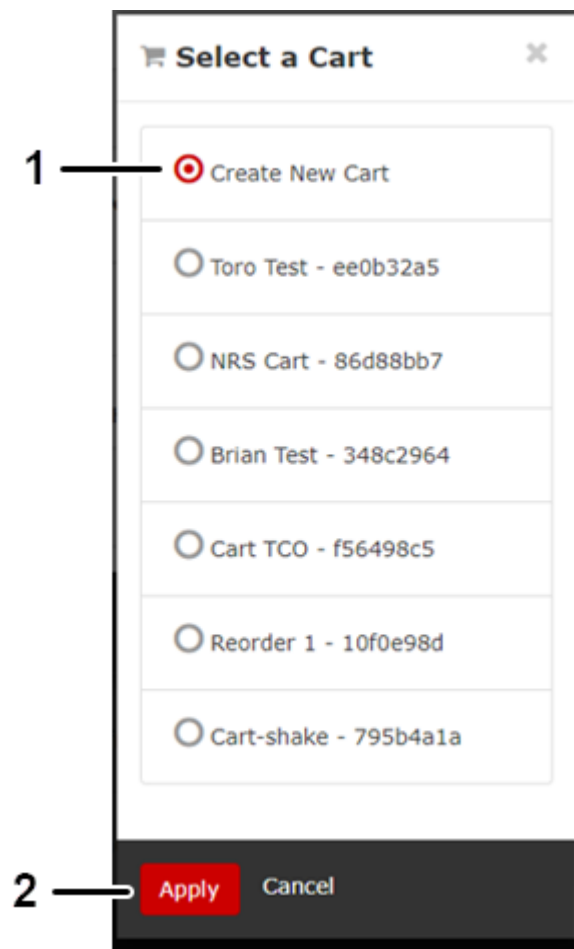 Select a Cart
1
Create New Cart
Toro Test - ee0b32a5
NRS Cart - 86d88bb7
Brian Test - 348c2964
Cart TCO - f56498c5
Reorder 1 - 10f0e98d
Cart-shake - 795b4a1a
2
Apply Cancel